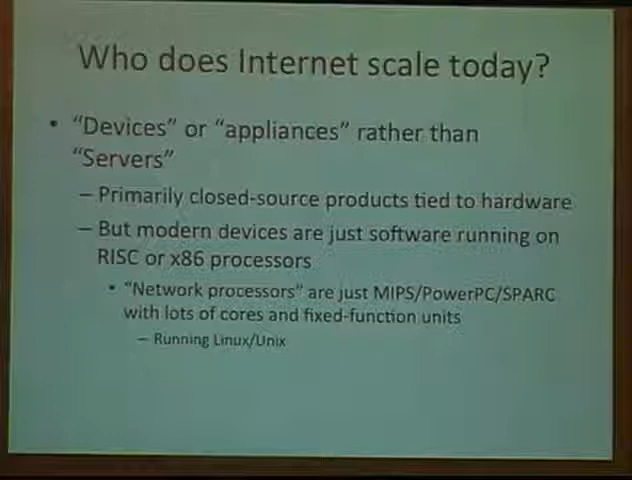 Who does Internet scale today?
• "Devices" or "appliances" rather than
"Servers"
– Primarily closed-source products tied to hardware
– But modern devices are just software running on
RISC or x86 processors
• "Network processors" are just MIPS/PowerPC/SPARC
with lots of cores and fixed-function units
– Running Linux/Unix